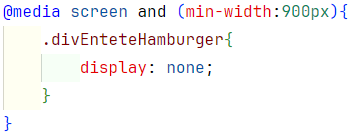 @media screen and (min-width:900px){
    .divEnteteHamburger{
        display: none;
    }
}